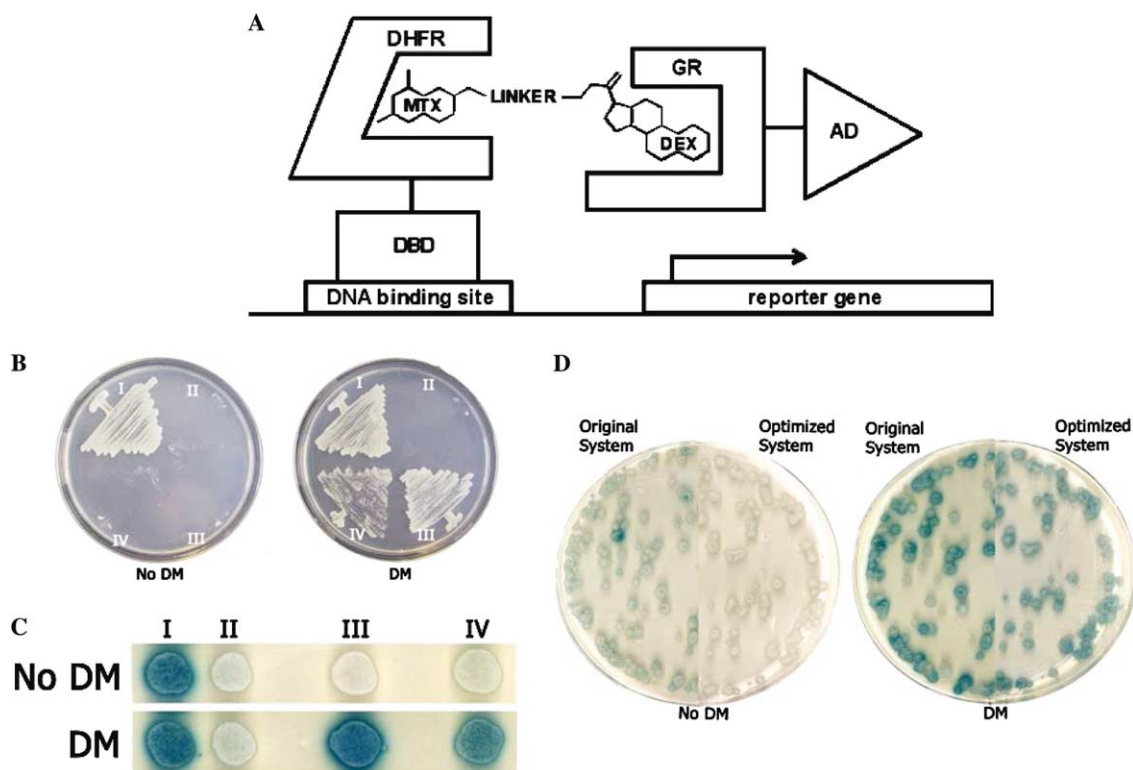 A
DHFR
MTX
LINKER
GR
DEX
AD
DBD
DNA binding site
reporter gene
B
I II
IV III
No DM
I II
IV III
DM
C
I II III IV
No DM
DM
D
Original System
Optimized System
No DM
Original System
Optimized System
DM